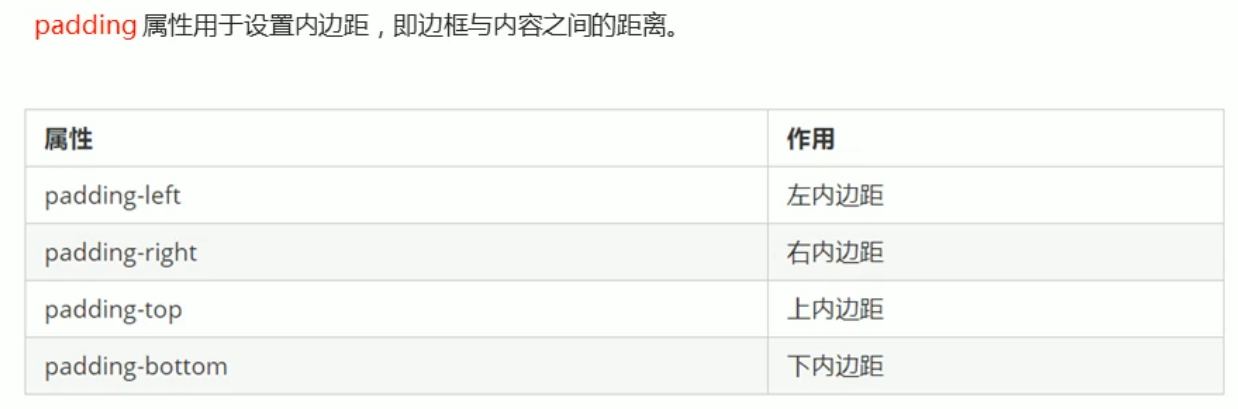 padding 属性用于设置内边距，即边框与内容之间的距离。
属性 作用
padding-left 左内边距
padding-right 右内边距
padding-top 上内边距
padding-bottom 下内边距